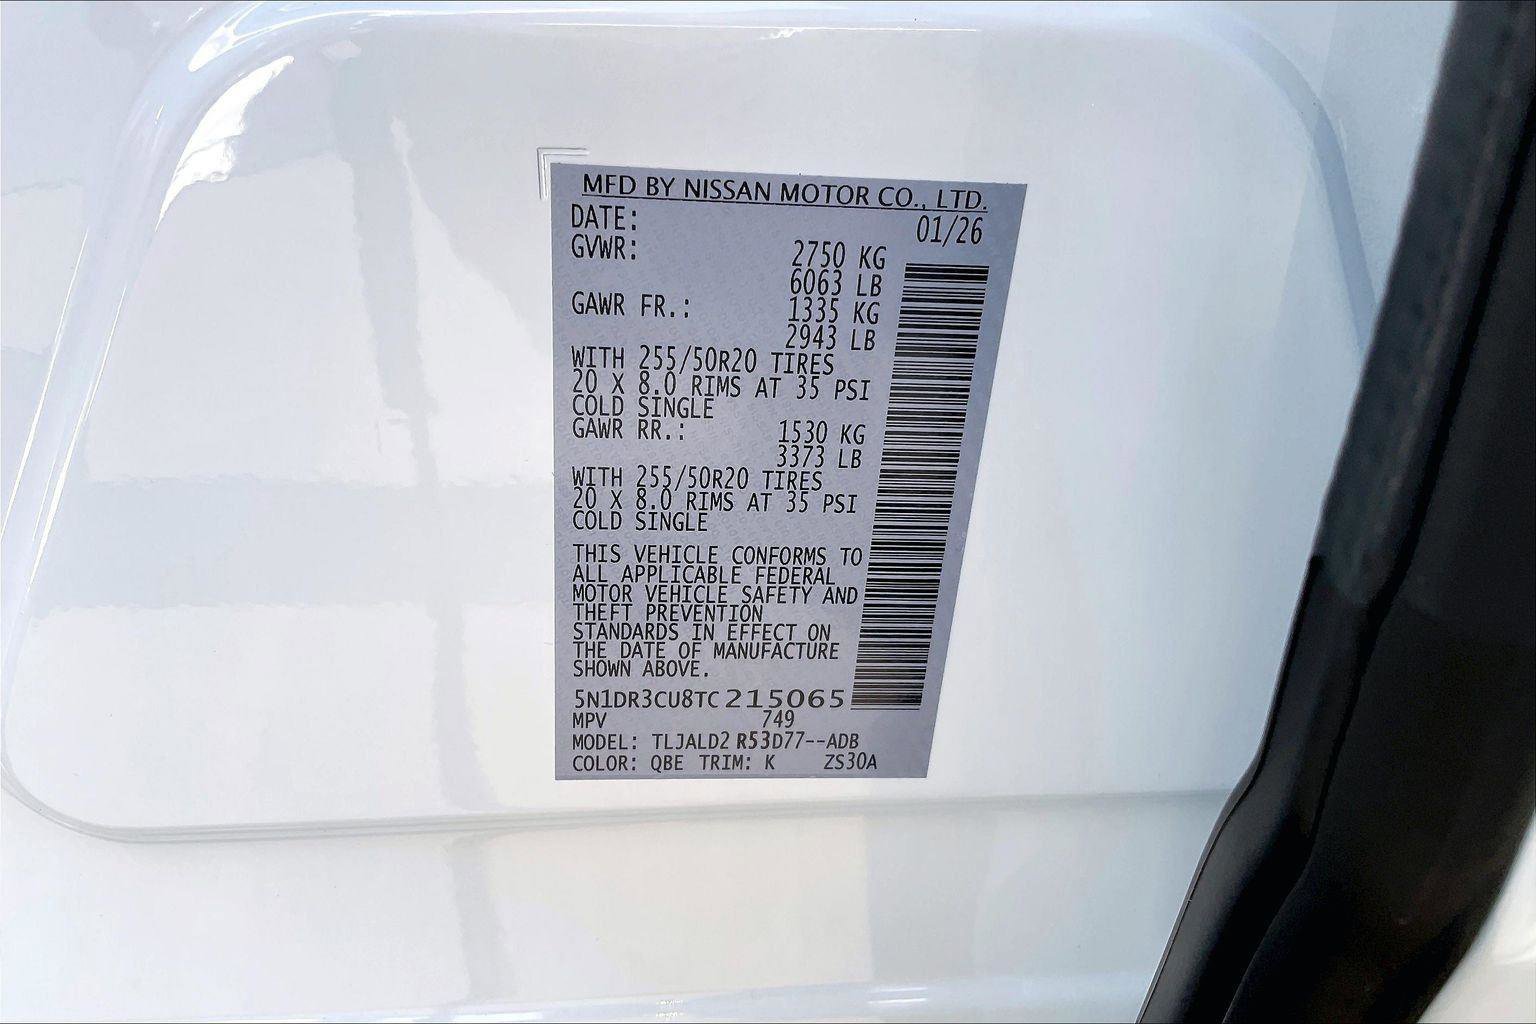 MFD BY NISSAN MOTOR CO., LTD.
DATE: 01/26
GVWR: 2750 KG
6063 LB
GAWR FR.: 1335 KG
2943 LB
WITH 255/50R20 TIRES
20 X 8.0 RIMS AT 35 PSI
COLD SINGLE
GAWR RR.: 1530 KG
3373 LB
WITH 255/50R20 TIRES
20 X 8.0 RIMS AT 35 PSI
COLD SINGLE
THIS VEHICLE CONFORMS TO
ALL APPLICABLE FEDERAL
MOTOR VEHICLE SAFETY AND
THEFT PREVENTION
STANDARDS IN EFFECT ON
THE DATE OF MANUFACTURE
SHOWN ABOVE.
5N1DR3CU8TC215065
MPV 749
MODEL: TLJALD2 R53D77--ADB
COLOR: QBE TRIM: K ZS30A